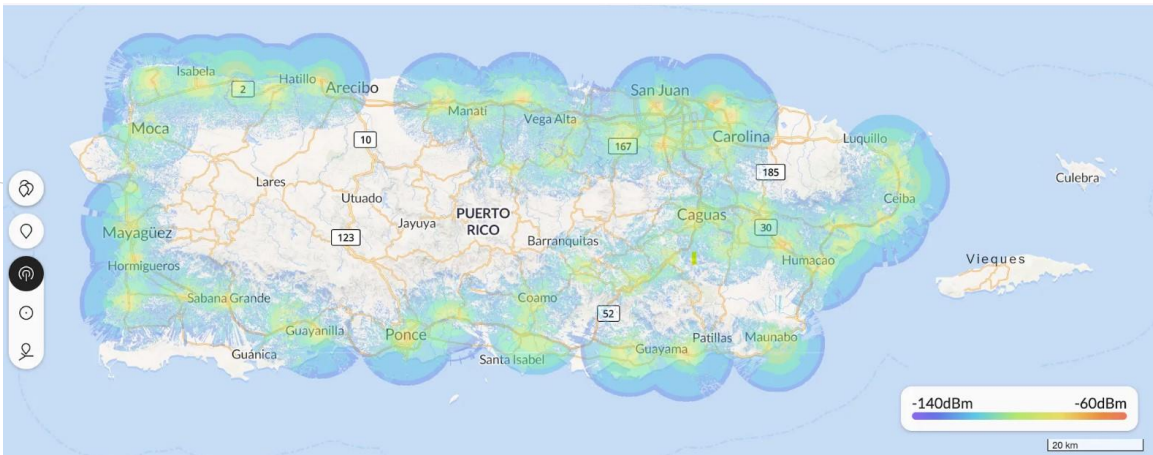 Isabela
Hatillo
2
Arecibo
Manati
Vega Alta
San Juan
Moca
10
167
Carolina
Luquillo
185
Culebra
Lares
Utuado
Ceiba
Jayuya
PUERTO
RICO
Caguas
30
Mayagüez
123
Barranquitas
Humacao
Vieques
Hormigueros
Sabana Grande
Coamo
52
Guayanilla
Ponce
Patillas
Maunabo
Guánica
Santa Isabel
Guayama
-140dBm -60dBm
20 km